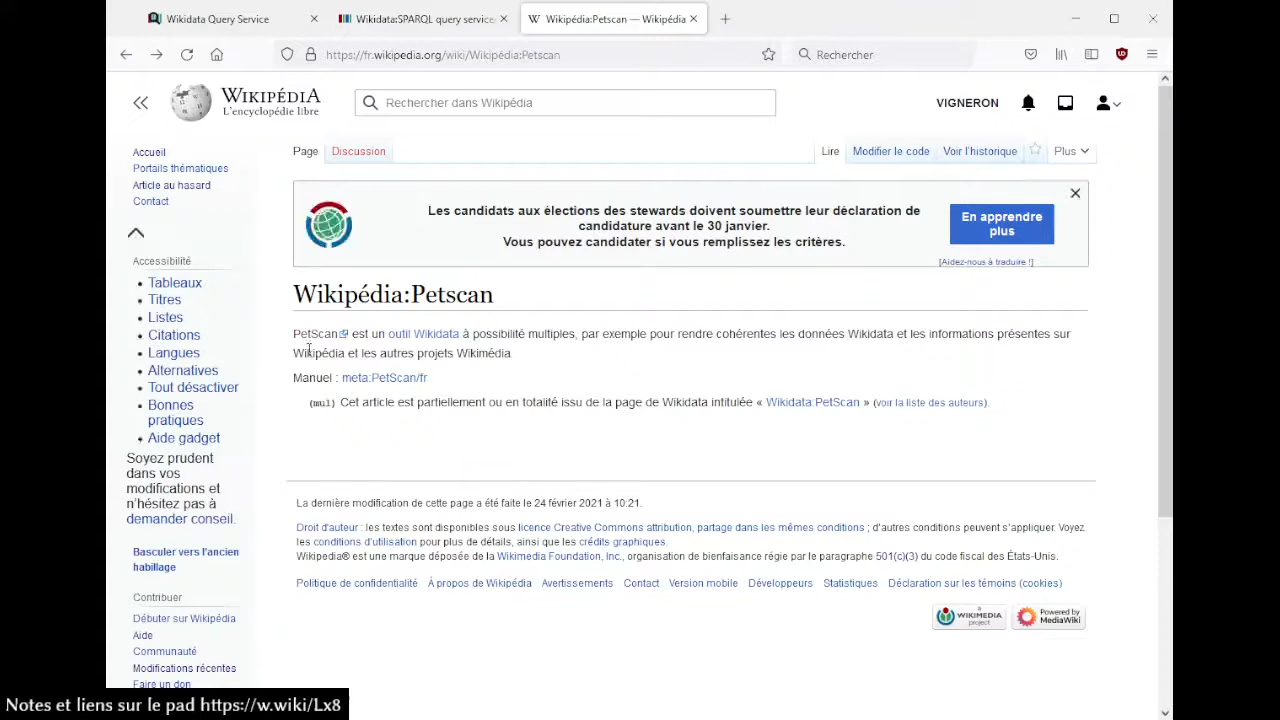 Wikidata Query Service
Wikidata:SPARQL query service
Wikipédia:Petscan — Wikipédia
https://fr.wikipedia.org/wiki/Wikipédia:Petscan
Rechercher
WIKIPÉDIA
L'encyclopédie libre
Rechercher dans Wikipédia
VIGNERON
Accueil
Portails thématiques
Article au hasard
Contact
Accessibilité
Tableaux
Titres
Listes
Citations
Langues
Alternatives
Tout désactiver
Bonnes
pratiques
Aide gadget
Soyez prudent
dans vos
modifications et
n'hésitez pas à
demander conseil.
Basculer vers l'ancien
habillage
Contribuer
Débuter sur Wikipédia
Aide
Communauté
Modifications récentes
Faire un don
Page Discussion Lire Modifier le code Voir l'historique Plus
Les candidats aux élections des stewards doivent soumettre leur déclaration de
candidature avant le 30 janvier.
Vous pouvez candidater si vous remplissez les critères.
En apprendre
plus
[Aidez-nous à traduire !]
Wikipédia:Petscan
PetScan est un outil Wikidata à possibilité multiples, par exemple pour rendre cohérentes les données Wikidata et les informations présentes sur
Wikipédia et les autres projets Wikimédia
Manuel : meta:PetScan/fr
(mul) Cet article est partiellement ou en totalité issu de la page de Wikidata intitulée « Wikidata:PetScan » (voir la liste des auteurs).
La dernière modification de cette page a été faite le 24 février 2021 à 10:21.
Droit d'auteur : les textes sont disponibles sous licence Creative Commons attribution, partage dans les mêmes conditions ; d'autres conditions peuvent s'appliquer. Voyez
les conditions d'utilisation pour plus de détails, ainsi que les crédits graphiques.
Wikipedia® est une marque déposée de la Wikimedia Foundation, Inc., organisation de bienfaisance régie par le paragraphe 501(c)(3) du code fiscal des États-Unis.
Politique de confidentialité À propos de Wikipédia Avertissements Contact Version mobile Développeurs Statistiques Déclaration sur les témoins (cookies)
a
WIKIMEDIA
project
Powered by
MediaWiki
Notes et liens sur le pad https://w.wiki/Lx8